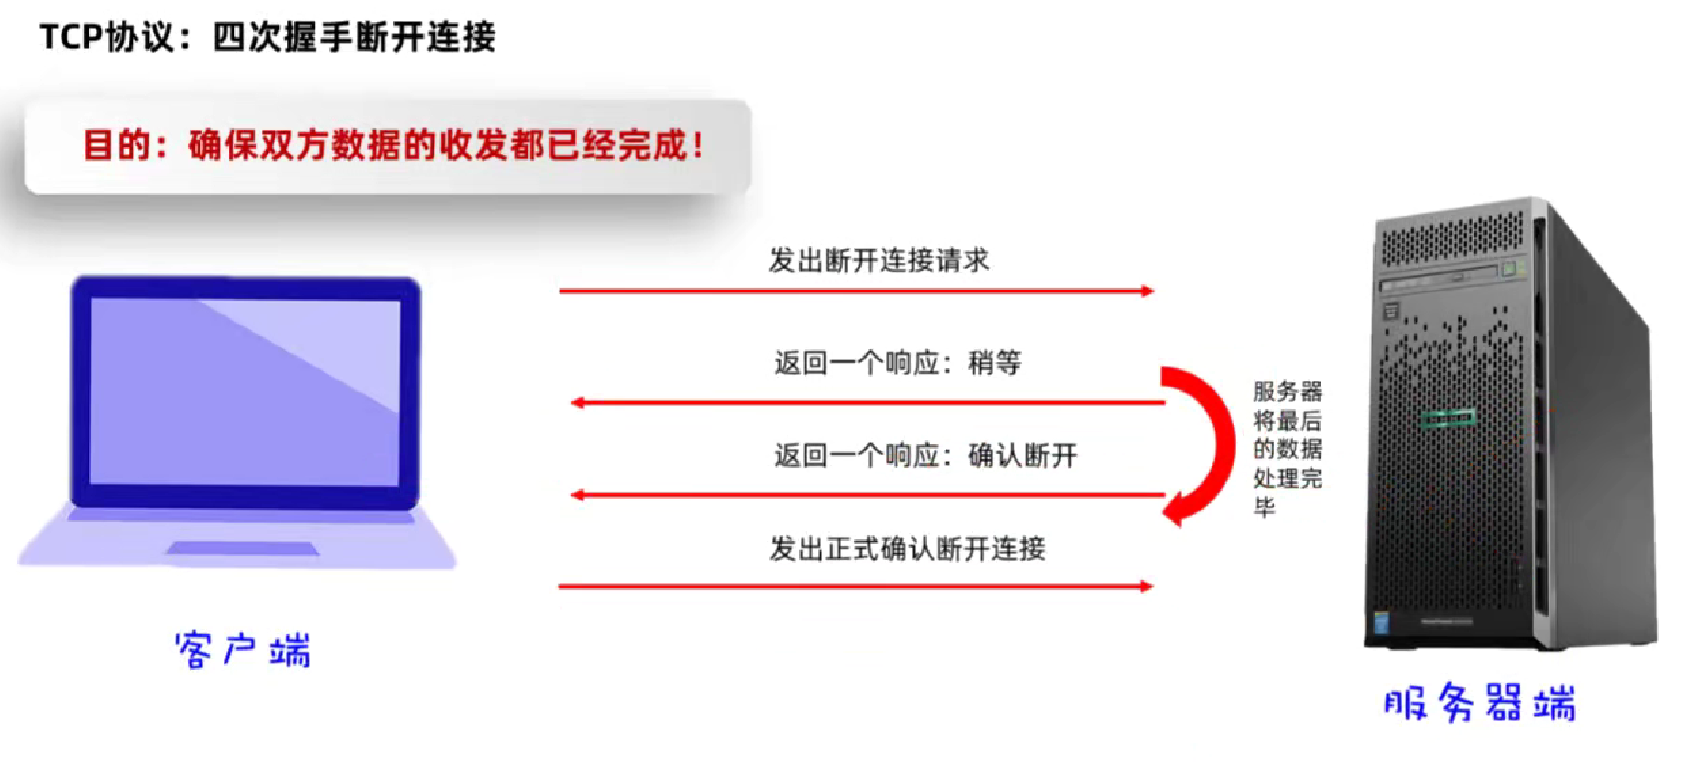 TCP协议：四次握手断开连接
目的：确保双方数据的收发都已经完成！
发出断开连接请求
返回一个响应：稍等
返回一个响应：确认断开
发出正式确认断开连接
服务器
将最后
的数据
处理完
毕
客户端
服务器端